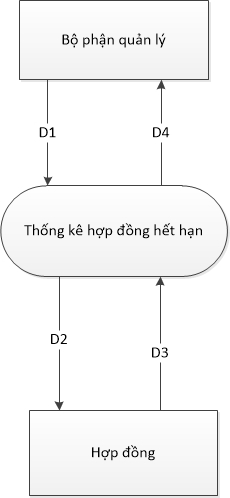 Bộ phận quản lý
D1
D4
Thống kê hợp đồng hết hạn
D2
D3
Hợp đồng